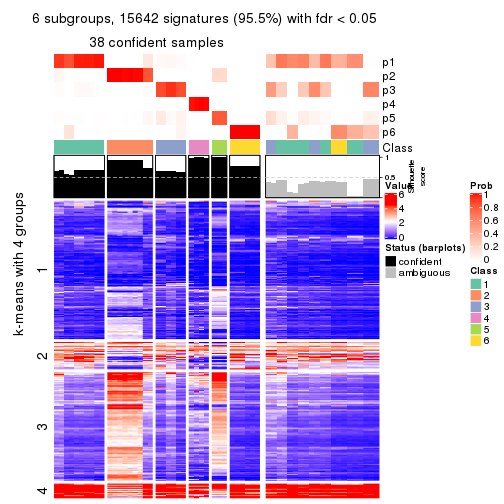 6 subgroups, 15642 signatures (95.5%) with fdr < 0.05
38 confident samples
p1
p2
p3
p4
p5
p6
Class
1
0.5
0
Silhouette
score
k-means with 4 groups
1
2
3
4
Value
6
4
2
0
Status (barplots)
confident
ambiguous
Prob
1
0.8
0.6
0.4
0.2
0
Class
1
2
3
4
5
6